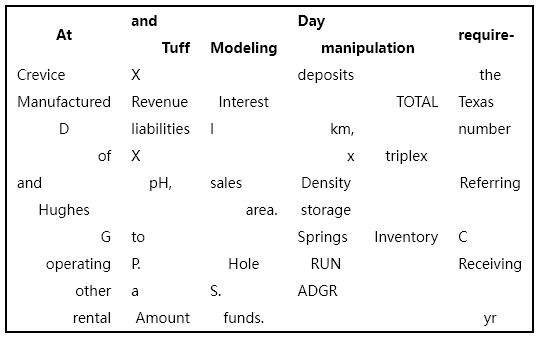 At and Tuff Modeling Day manipulation require-
Crevice X deposits the
Manufactured Revenue Interest TOTAL Texas
D liabilities I km, number
of X x triplex
and pH, sales Density Referring
Hughes area. storage
G to Springs Inventory C
operating P. Hole RUN Receiving
other a S. ADGR
rental Amount funds. yr